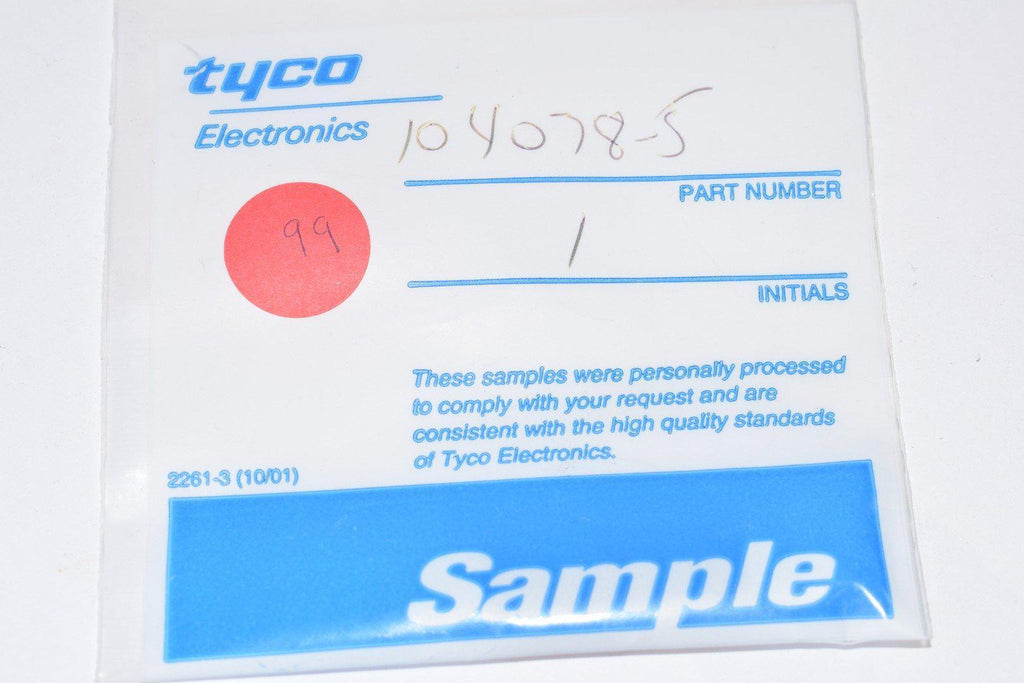 tyco
Electronics
104078-5
PART NUMBER
99
1
INITIALS
These samples were personally processed
to comply with your request and are
consistent with the high quality standards
of Tyco Electronics.
2261-3 (10/01)
Sample